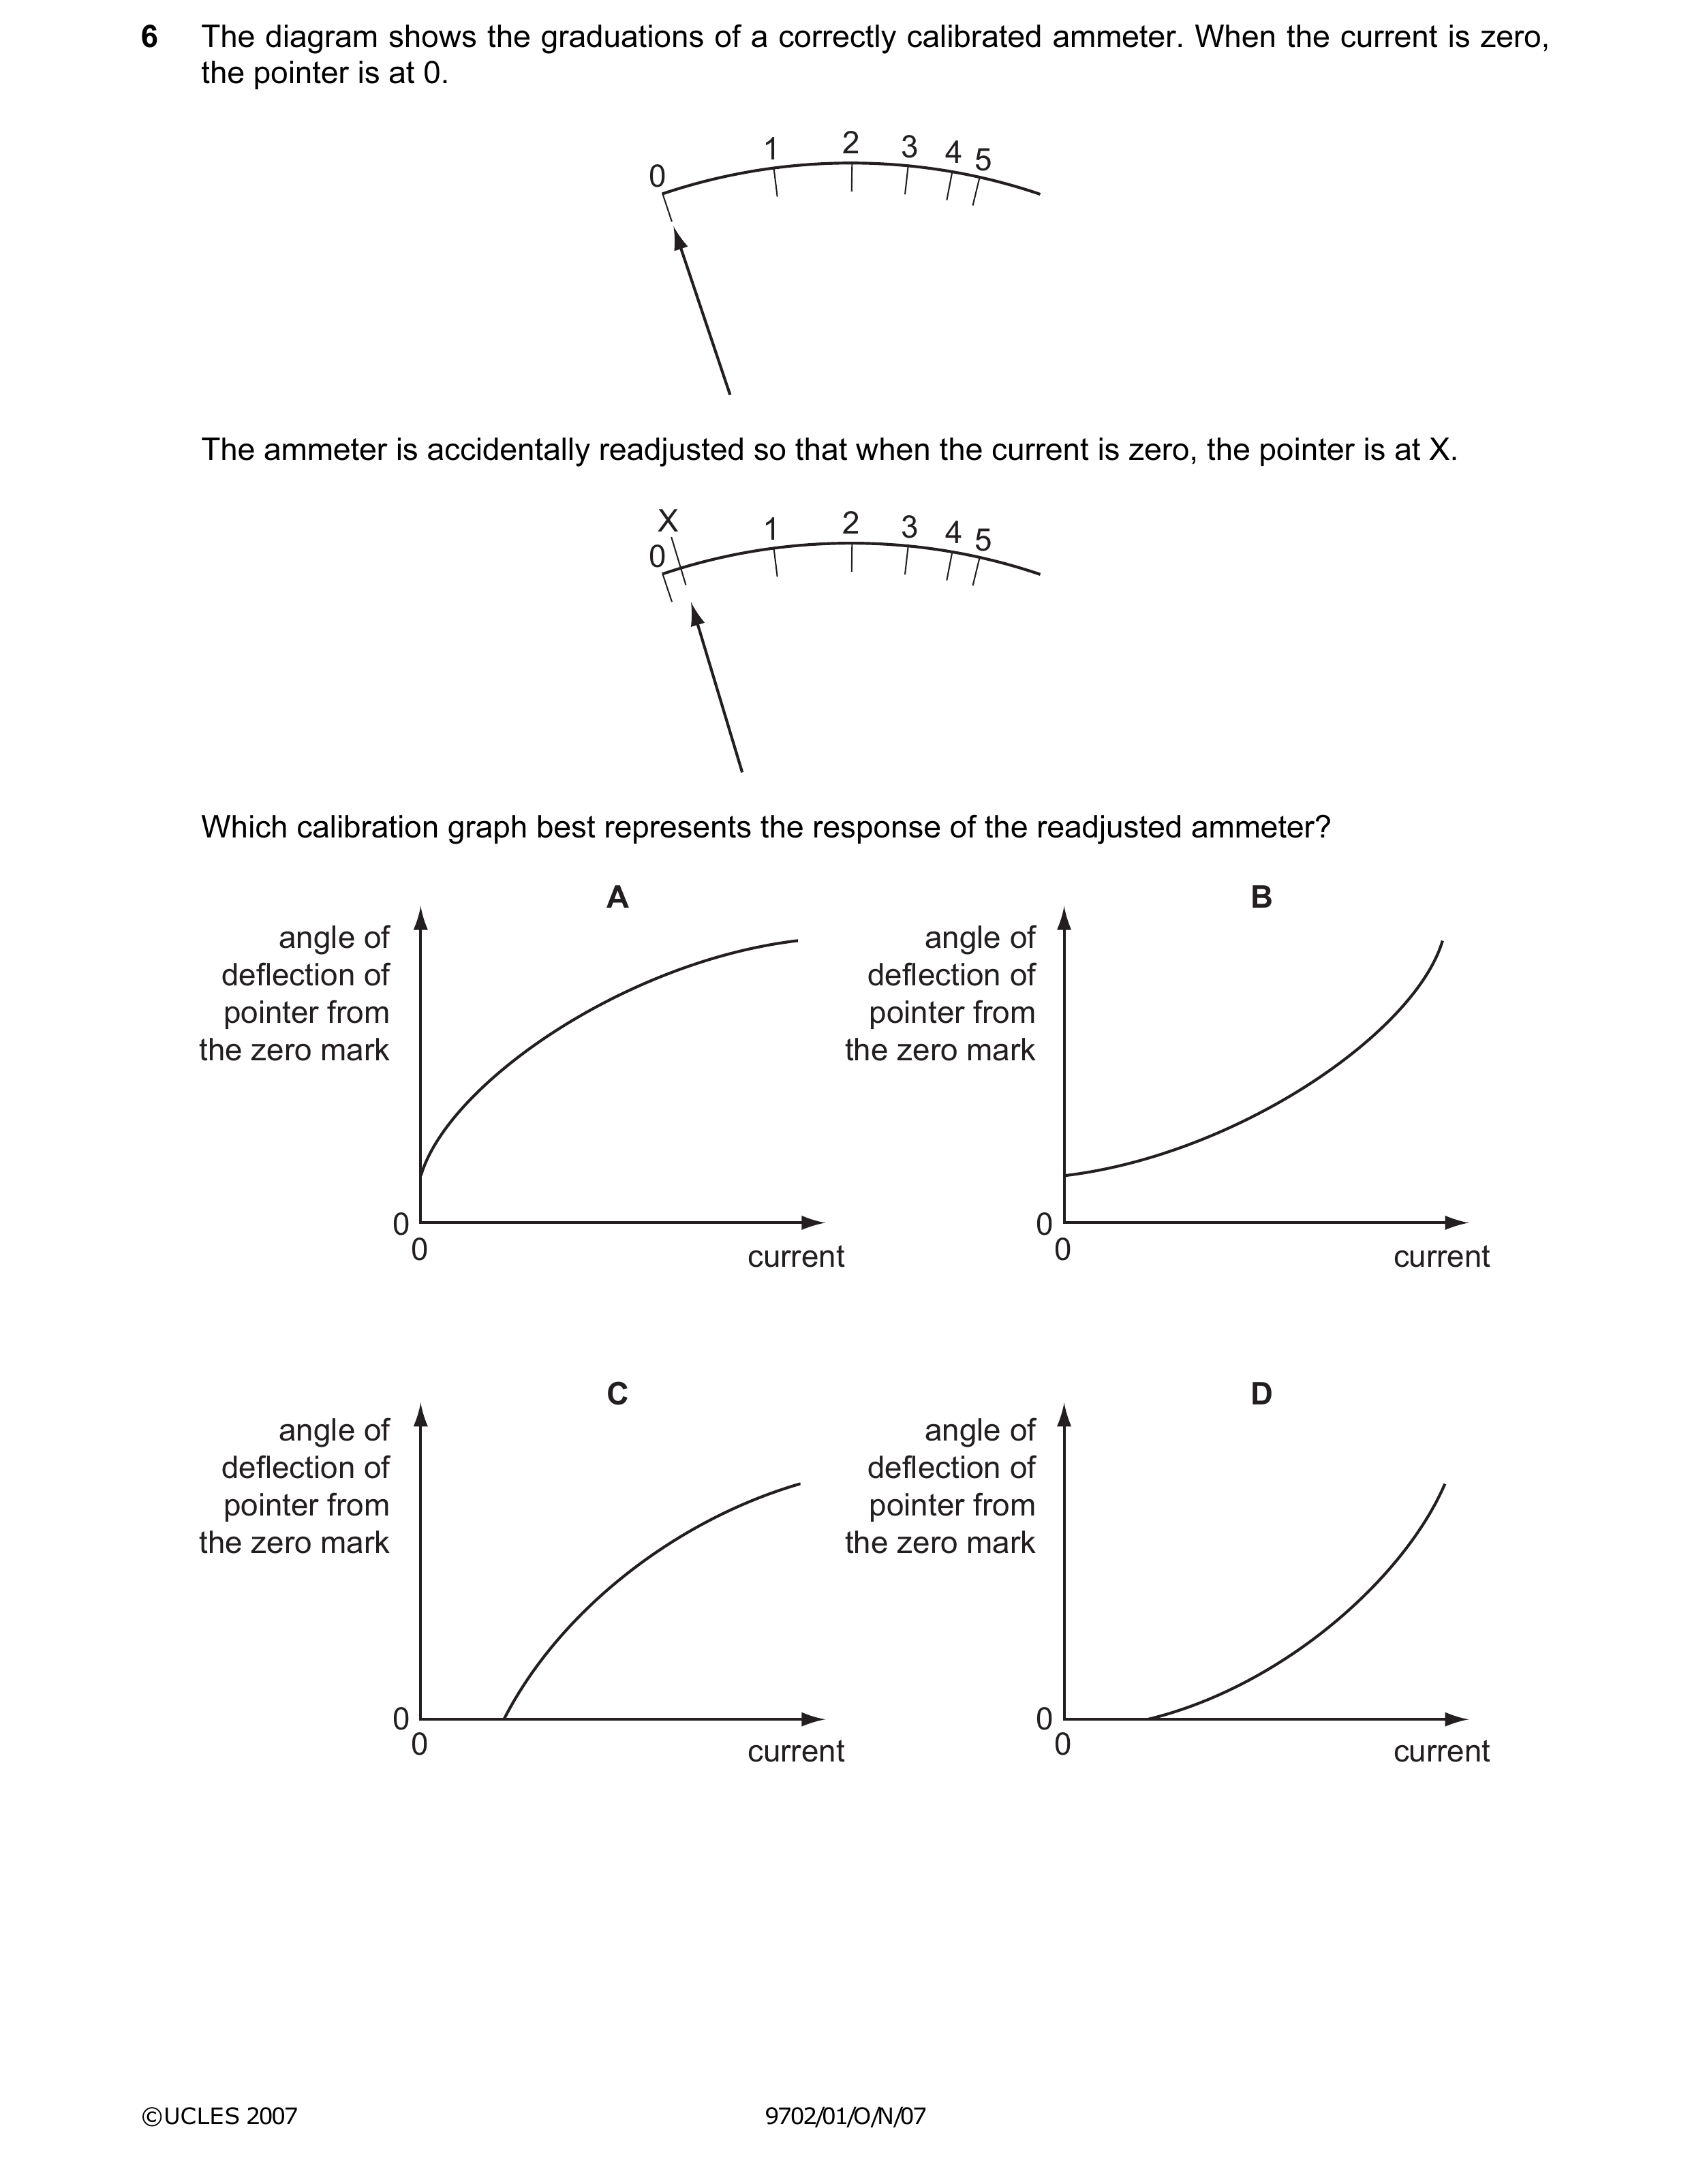 6 The diagram shows the graduations of a correctly calibrated ammeter. When the current is zero,
the pointer is at 0.
0 1 2 3 4 5
The ammeter is accidentally readjusted so that when the current is zero, the pointer is at X.
X
0 1 2 3 4 5
Which calibration graph best represents the response of the readjusted ammeter?
A
angle of
deflection of
pointer from
the zero mark
0
0
current
B
angle of
deflection of
pointer from
the zero mark
0
0
current
C
angle of
deflection of
pointer from
the zero mark
0
0
current
D
angle of
deflection of
pointer from
the zero mark
0
0
current
©UCLES 2007 9702/01/O/N/07